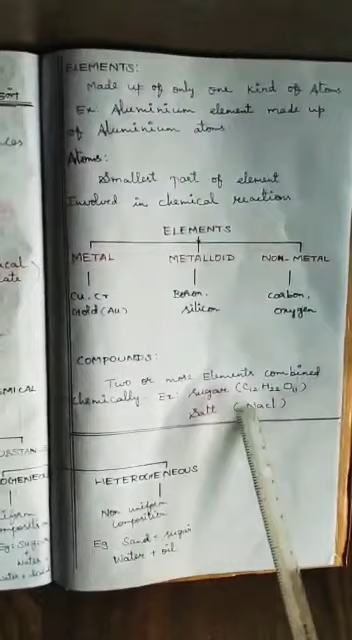 ELEMENTS:
Made up of only one kind of Atoms
Ex: Aluminium element made up
of Aluminium atoms.
Atoms:
Smallest part of element
Involved in chemical reactions
ELEMENTS
METAL METALLOID NON-METAL
Cu, Cr Boron, carbon,
Gold (Au) silicon oxygen
COMPOUNDS:
Two or more Elements combined
chemically. Ex: sugar (C12 H22 O11)
Salt (NaCl)
HETEROGENEOUS
Non uniform
composition
Eg Sand + sugar
Water + oil